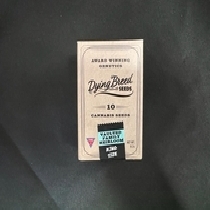 AWARD WINNING
GENETICS
Dying Breed
SEEDS
10
CANNABIS SEEDS
VAULTED
FAMILY
HEIRLOOM